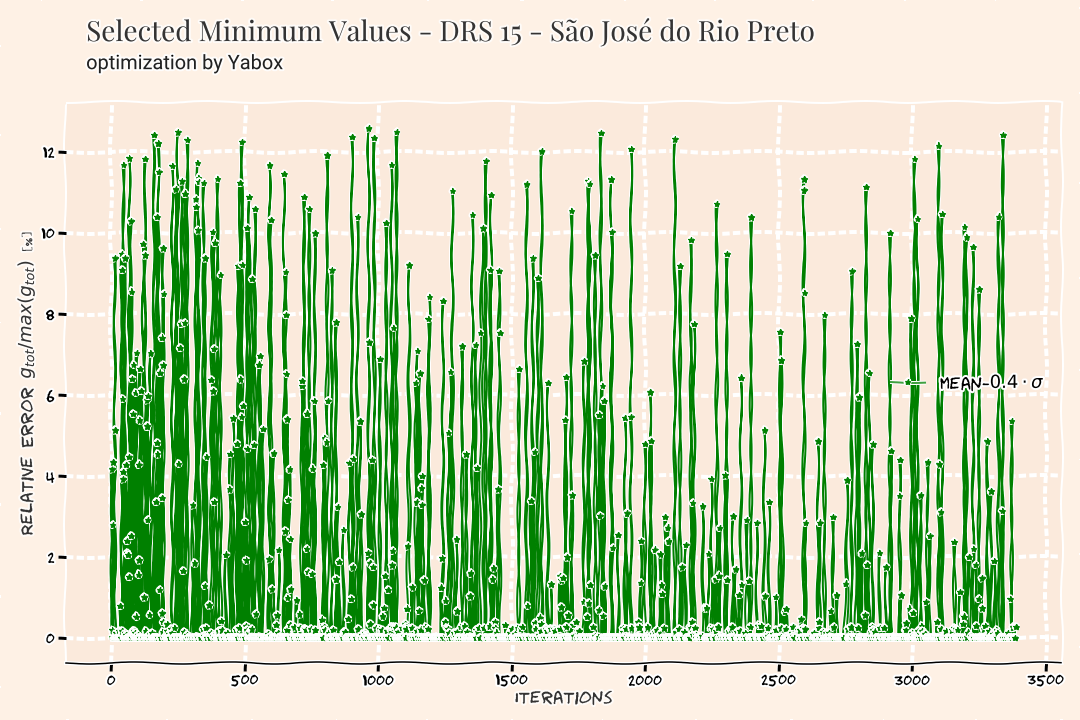 Selected Minimum Values - DRS 15 - São José do Rio Preto
optimization by Yabox
RELATIVE ERROR g_tot/max(g_tot) [%]
12
10
8
6
4
2
0
MEAN-0.4·σ
0 500 1000 1500 2000 2500 3000 3500
ITERATIONS